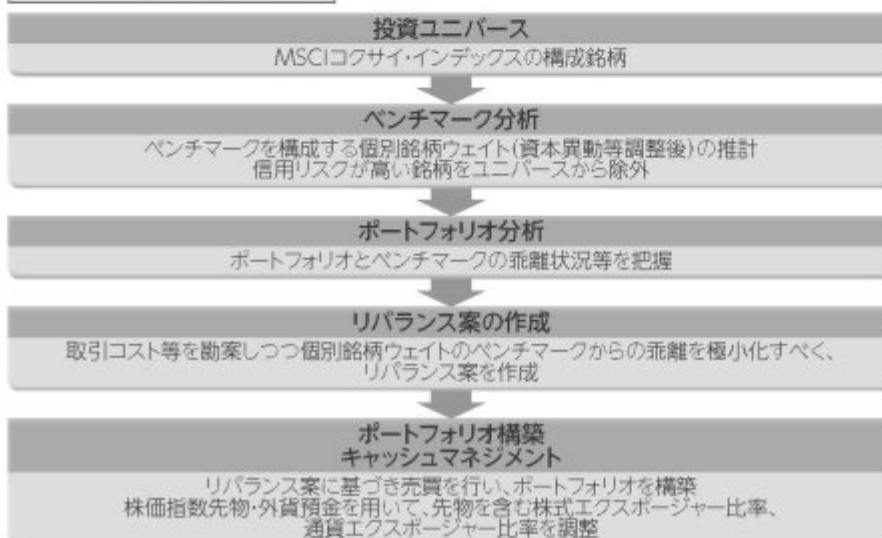 投資ユニバース
MSCIコクサイ・インデックスの構成銘柄
ベンチマーク分析
ベンチマークを構成する個別銘柄ウェイト(資本異動等調整後)の推計
信用リスクが高い銘柄をユニバースから除外
ポートフォリオ分析
ポートフォリオとベンチマークの乖離状況等を把握
リバランス案の作成
取引コスト等を勘案しつつ個別銘柄ウェイトのベンチマークからの乖離を極小化すべく、
リバランス案を作成
ポートフォリオ構築
キャッシュマネジメント
リバランス案に基づき売買を行い、ポートフォリオを構築
株価指数先物・外貨預金を用いて、先物を含む株式エクスポージャー比率、
通貨エクスポージャー比率を調整